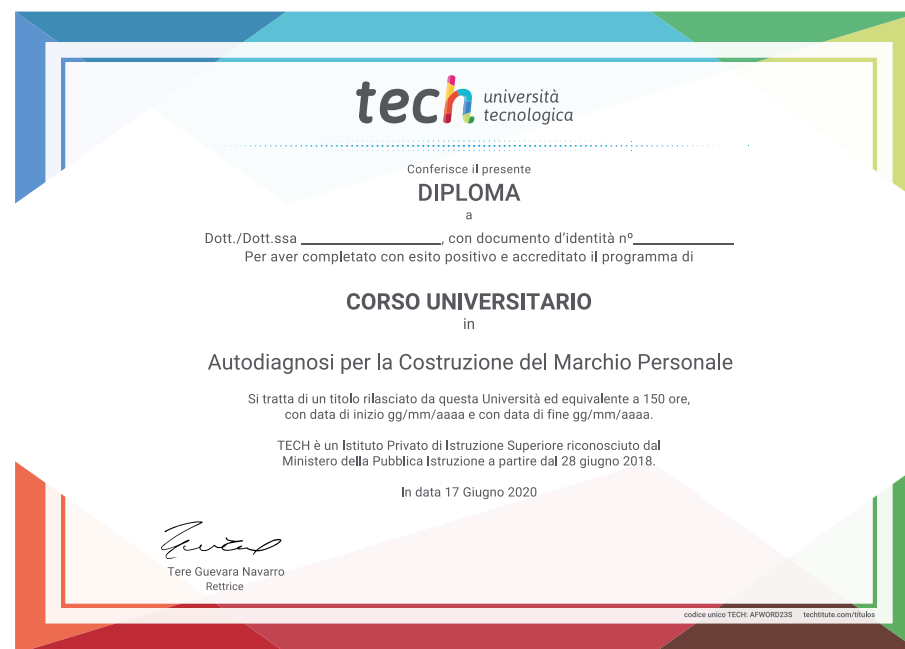 tech università
tecnologica
Conferisce il presente
DIPLOMA
a
Dott./Dott.ssa ____________________, con documento d'identità nº______________
Per aver completato con esito positivo e accreditato il programma di
CORSO UNIVERSITARIO
in
Autodiagnosi per la Costruzione del Marchio Personale
Si tratta di un titolo rilasciato da questa Università ed equivalente a 150 ore,
con data di inizio gg/mm/aaaa e con data di fine gg/mm/aaaa.
TECH è un Istituto Privato di Istruzione Superiore riconosciuto dal
Ministero della Pubblica Istruzione a partire dal 28 giugno 2018.
In data 17 Giugno 2020
Tere Guevara Navarro
Rettrice
codice unico TECH: AFWORD23S techtitute.com/titulos